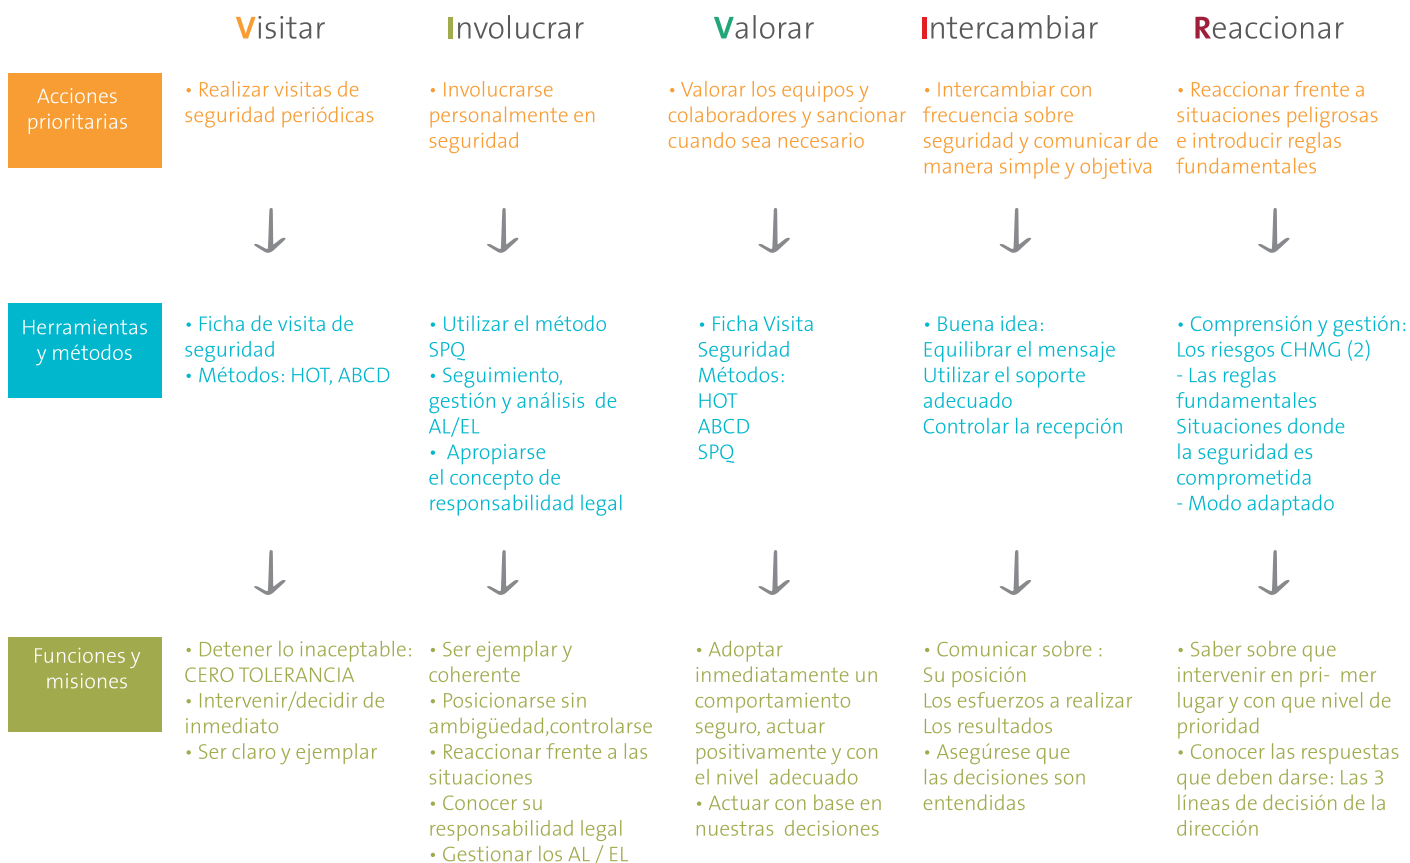 Visitar
Involucrar
Valorar
Intercambiar
Reaccionar
Acciones
prioritarias
• Realizar visitas de
seguridad periódicas
• Involucrarse
personalmente en
seguridad
• Valorar los equipos y
colaboradores y sancionar
cuando sea necesario
• Intercambiar con
frecuencia sobre
seguridad y comunicar de
manera simple y objetiva
• Reaccionar frente a
situaciones peligrosas
e introducir reglas
fundamentales
Herramientas
y métodos
• Ficha de visita de
seguridad
• Métodos: HOT, ABCD
• Utilizar el método
SPQ
• Seguimiento,
gestión y análisis  de
AL/EL
•  Apropiarse
el concepto de
responsabilidad legal
• Ficha Visita
Seguridad
Métodos:
HOT
ABCD
SPQ
• Buena idea:
Equilibrar el mensaje
Utilizar el soporte
adecuado
Controlar la recepción
• Comprensión y gestión:
Los riesgos CHMG (2)
- Las reglas
fundamentales
Situaciones donde
la seguridad es
comprometida
- Modo adaptado
Funciones y
misiones
• Detener lo inaceptable:
CERO TOLERANCIA
• Intervenir/decidir de
inmediato
• Ser claro y ejemplar
• Ser ejemplar y
coherente
• Posicionarse sin
ambigüedad,controlarse
• Reaccionar frente a las
situaciones
• Conocer su
responsabilidad legal
• Gestionar los AL / EL
• Adoptar
inmediatamente un
comportamiento
seguro, actuar
positivamente y con
el nivel  adecuado
• Actuar con base en
nuestras  decisiones
• Comunicar sobre :
Su posición
Los esfuerzos a realizar
Los resultados
• Asegúrese que
las decisiones son
entendidas
• Saber sobre que
intervenir en pri-  mer
lugar y con que nivel de
prioridad
• Conocer las respuestas
que deben darse: Las 3
líneas de decisión de la
dirección